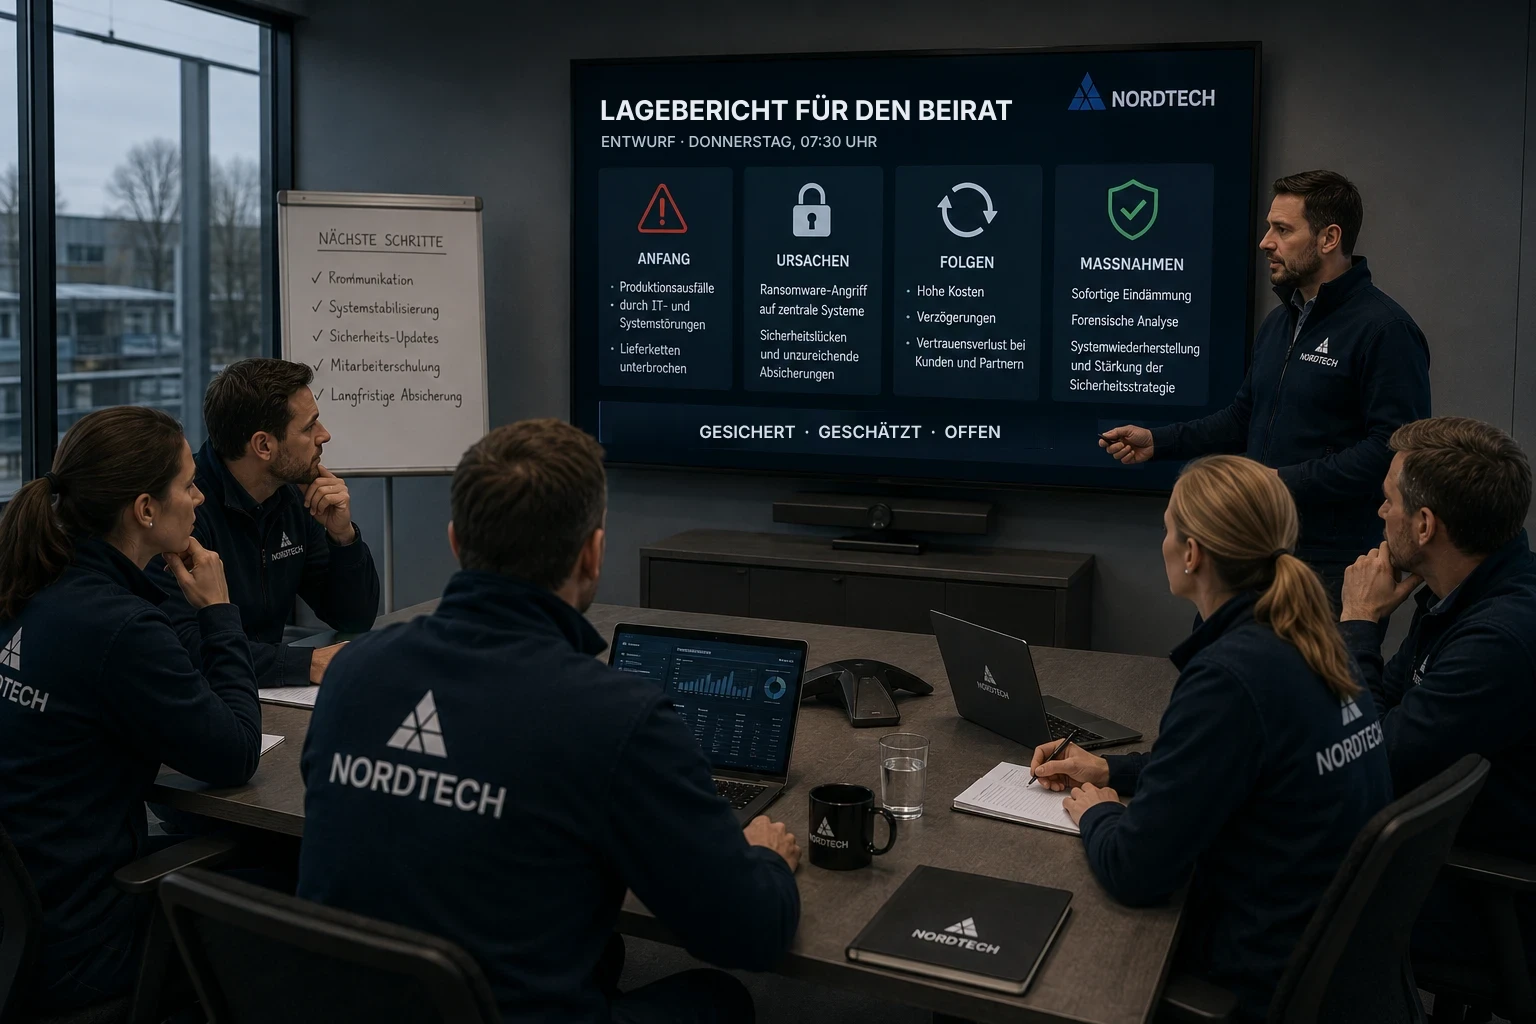 LAGEBERICHT FÜR DEN BEIRAT
NORDTECH
ENTWURF · DONNERSTAG, 07:30 UHR
ANFANG
• Produktionsausfälle
• durch IT- und
Systemstörungen
• Lieferketten
unterbrochen
URSACHEN
Ransomware-Angriff
auf zentrale Systeme
Sicherheitslücken
und unzureichende
Absicherungen
FOLGEN
• Hohe Kosten
• Verzögerungen
• Vertrauensverlust bei
Kunden und Partnern
MASSNAHMEN
Sofortige Eindämmung
Forensische Analyse
Systemwiederherstellung
und Stärkung der
Sicherheitsstrategie
GESICHERT · GESCHÄTZT · OFFEN
NÄCHSTE SCHRITTE
✓ Krommunikation
✓ Systemstabilisierung
✓ Sicherheits-Updates
✓ Mitarbeiterschulung
✓ Langfristige Absicherung
NORDTECH
NORDTECH
DTECH
NORDTECH
NORDTECH
NORDTECH
NORDTECH
NORDTECH